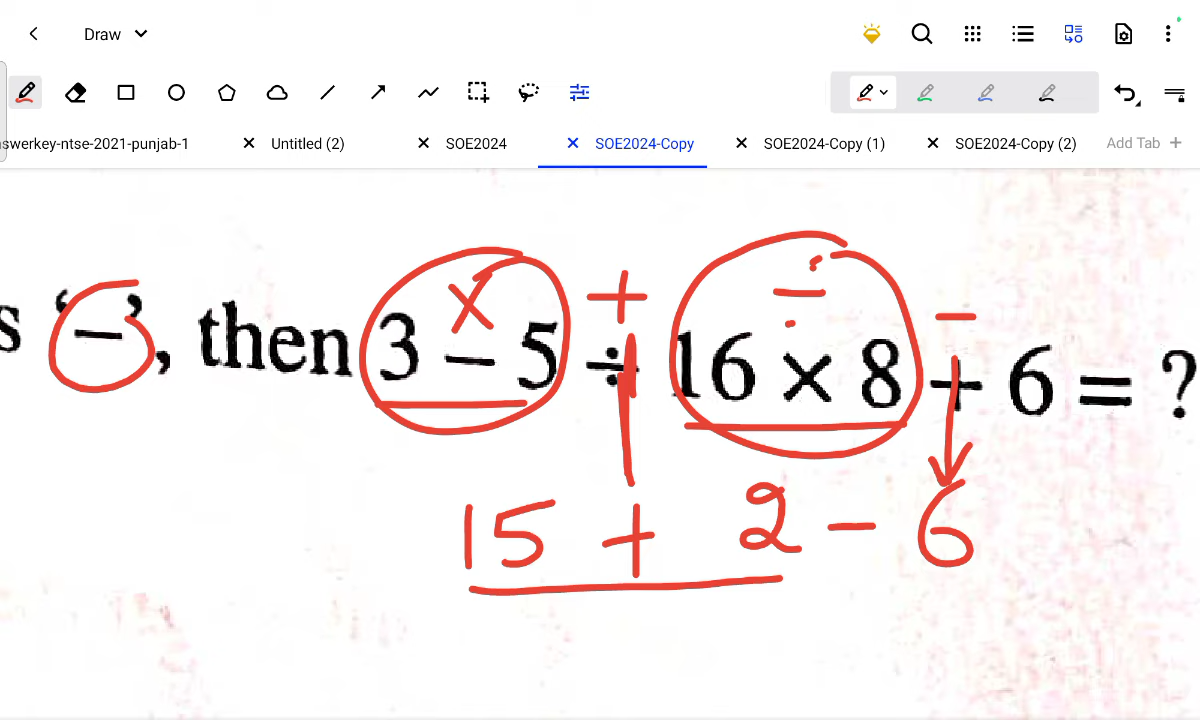 Draw
swerkey-ntse-2021-punjab-1 × Untitled (2) × SOE2024 × SOE2024-Copy × SOE2024-Copy (1) × SOE2024-Copy (2) Add Tab +
× + ÷ −
s ‘−’, then 3 − 5 ÷ 16 × 8 + 6 = ?
15 + 2 − 6